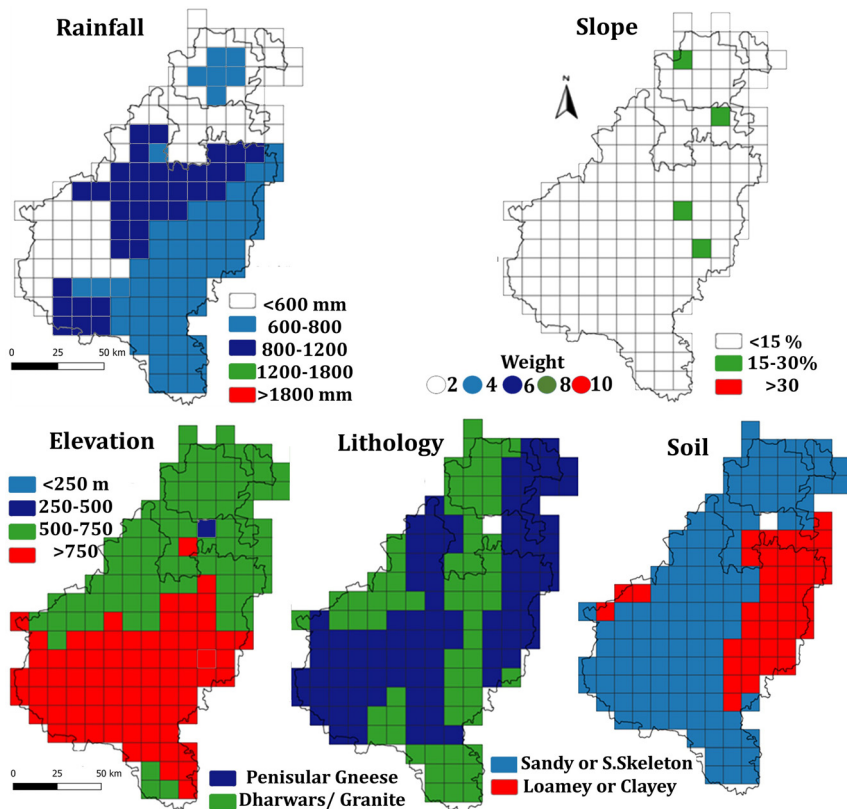 Rainfall
<600 mm
600-800
800-1200
1200-1800
>1800 mm
0 25 50 km
Slope
N
<15 %
15-30%
>30
Weight
2 4 6 8 10
Elevation
<250 m
250-500
500-750
>750
0 25 50 km
Lithology
Penisular Gneese
Dharwars/ Granite
Soil
Sandy or S.Skeleton
Loamey or Clayey